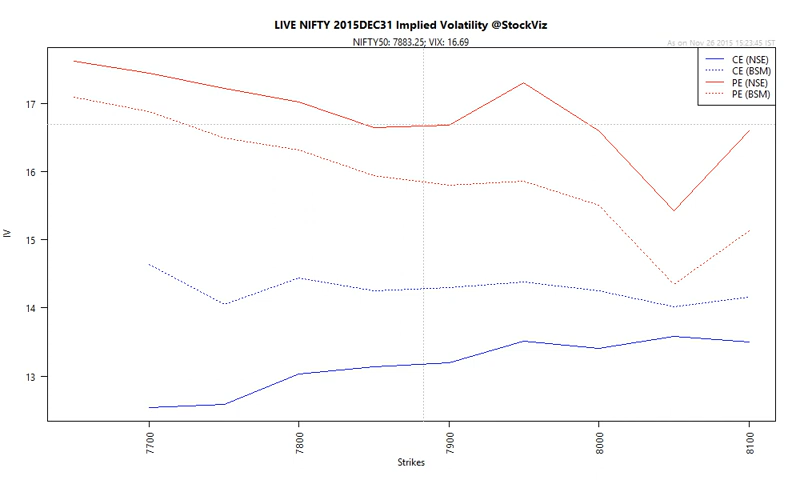 LIVE NIFTY 2015DEC31 Implied Volatility @StockViz
NIFTY50: 7883.25; VIX: 16.69
As on Nov 26 2015 15:23:45 IST
CE (NSE)
CE (BSM)
PE (NSE)
PE (BSM)
17
16
15
14
13
IV
7700
7800
7900
8000
8100
Strikes